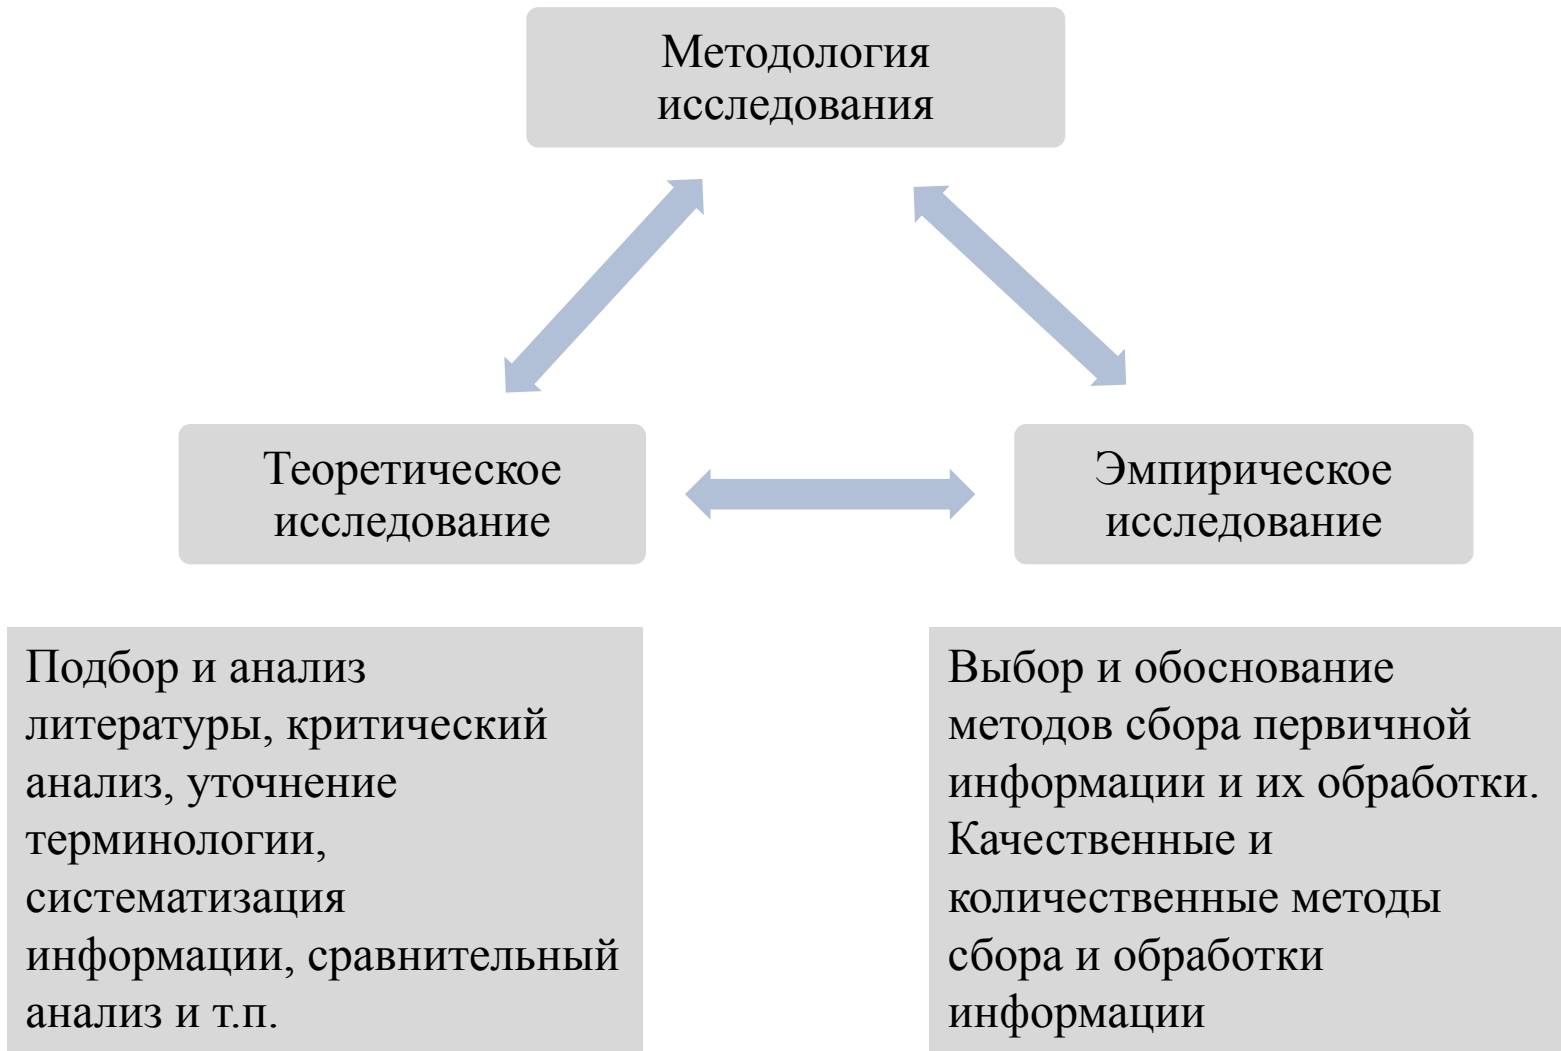 Методология
исследования
Теоретическое
исследование
Эмпирическое
исследование
Подбор и анализ
литературы, критический
анализ, уточнение
терминологии,
систематизация
информации, сравнительный
анализ и т.п.
Выбор и обоснование
методов сбора первичной
информации и их обработки.
Качественные и
количественные методы
сбора и обработки
информации